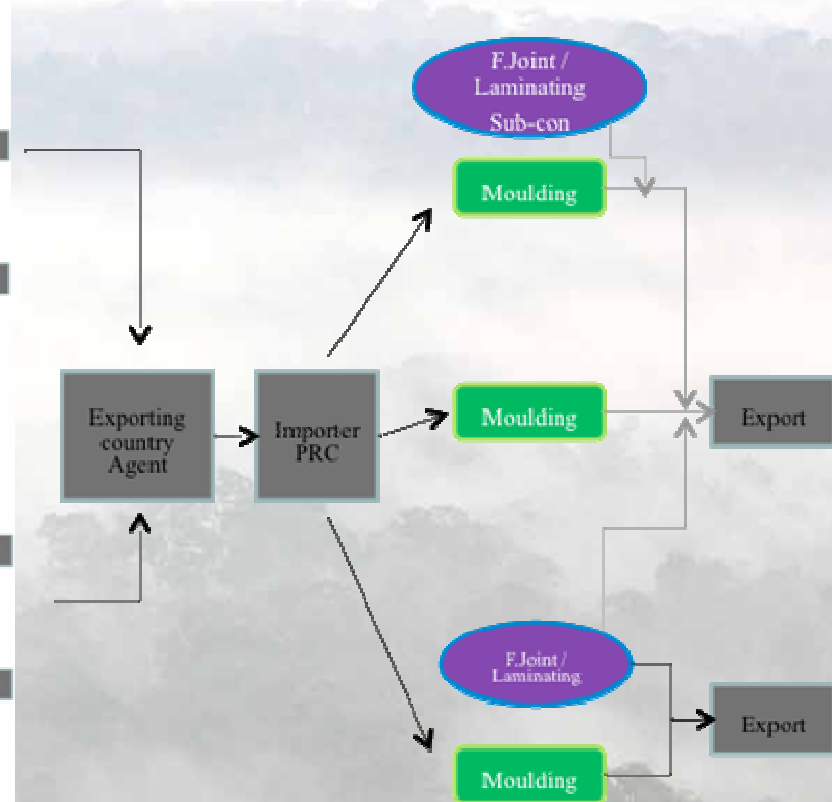 F.Joint /
Laminating
Sub-con
Moulding
Exporting
country
Agent
Importer
PRC
Moulding
Export
F.Joint /
Laminating
Export
Moulding